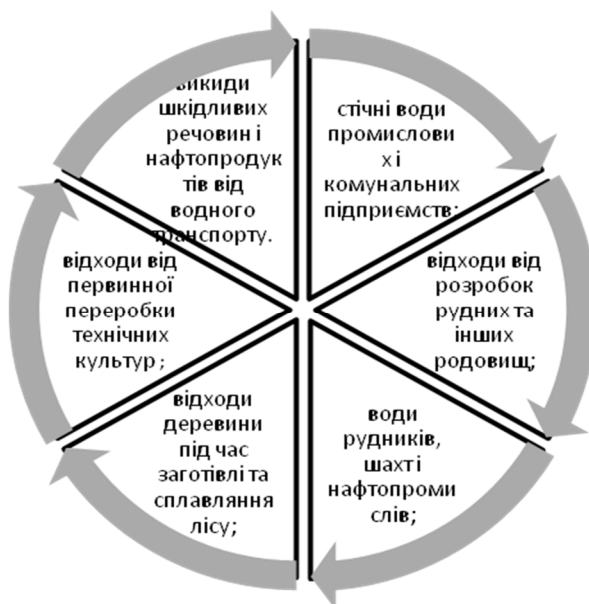 стічні води
промислови
х і
комунальних
підприємств;
відходи від
розробок
рудних та
інших
родовищ;
води
рудників,
шахт і
нафтопроми
слів;
відходи
деревини
під час
заготівлі та
сплавляння
лісу;
відходи від
первинної
переробки
технічних
культур;
викиди
шкідливих
речовин і
нафтопродук
тів від
водного
транспорту.